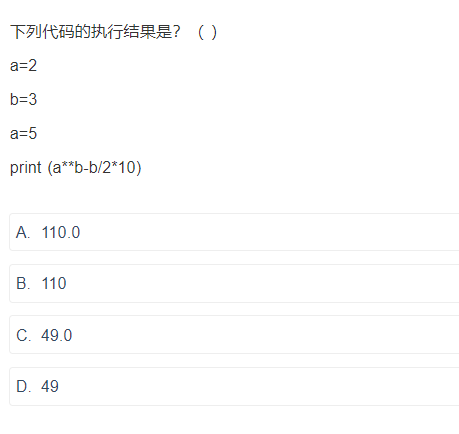 下列代码的执行结果是？ （ ）
a=2
b=3
a=5
print (a**b-b/2*10)
A. 110.0
B. 110
C. 49.0
D. 49